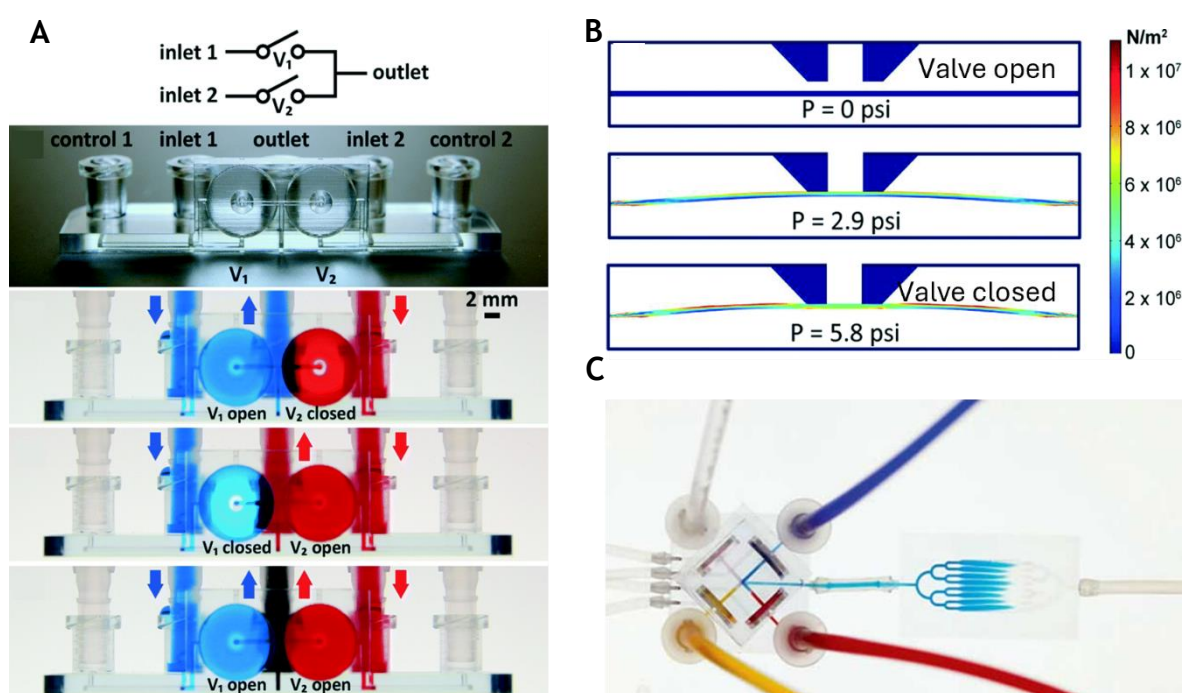 A
inlet 1
V1
outlet
inlet 2
V2
control 1 inlet 1 outlet inlet 2 control 2
V1 V2
2 mm
V1 open V2 closed
V1 closed V2 open
V1 open V2 open
B
N/m²
Valve open
P = 0 psi
P = 2.9 psi
Valve closed
P = 5.8 psi
1 x 10⁷
8 x 10⁶
6 x 10⁶
4 x 10⁶
2 x 10⁶
0
C